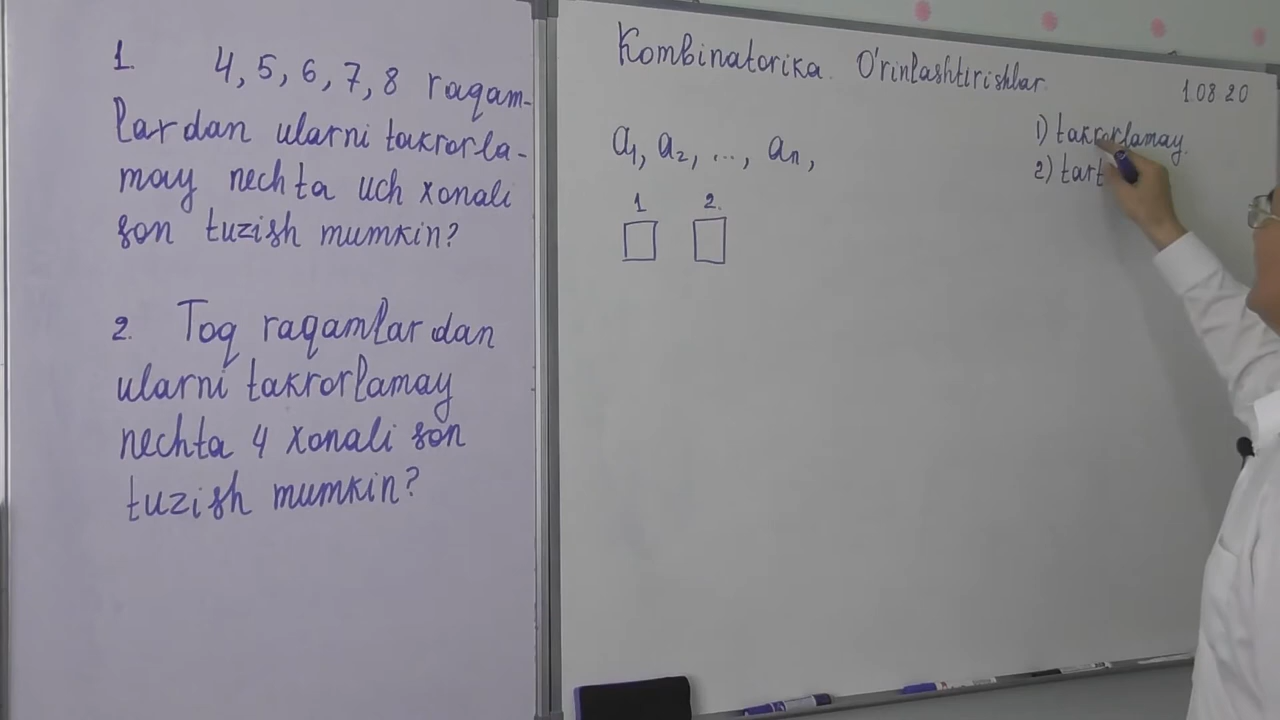 1. 4, 5, 6, 7, 8 raqam-
lardan ularni takrorla-
may nechta uch xonali
son tuzish mumkin?
2. Toq raqamlardan
ularni takrorlamay
nechta 4 xonali son
tuzish mumkin?
Kombinatorika. O'rinlashtirishlar.
1.08 20
a1, a2, ..., an,
1 2.
1) takrorlamay.
2) tart